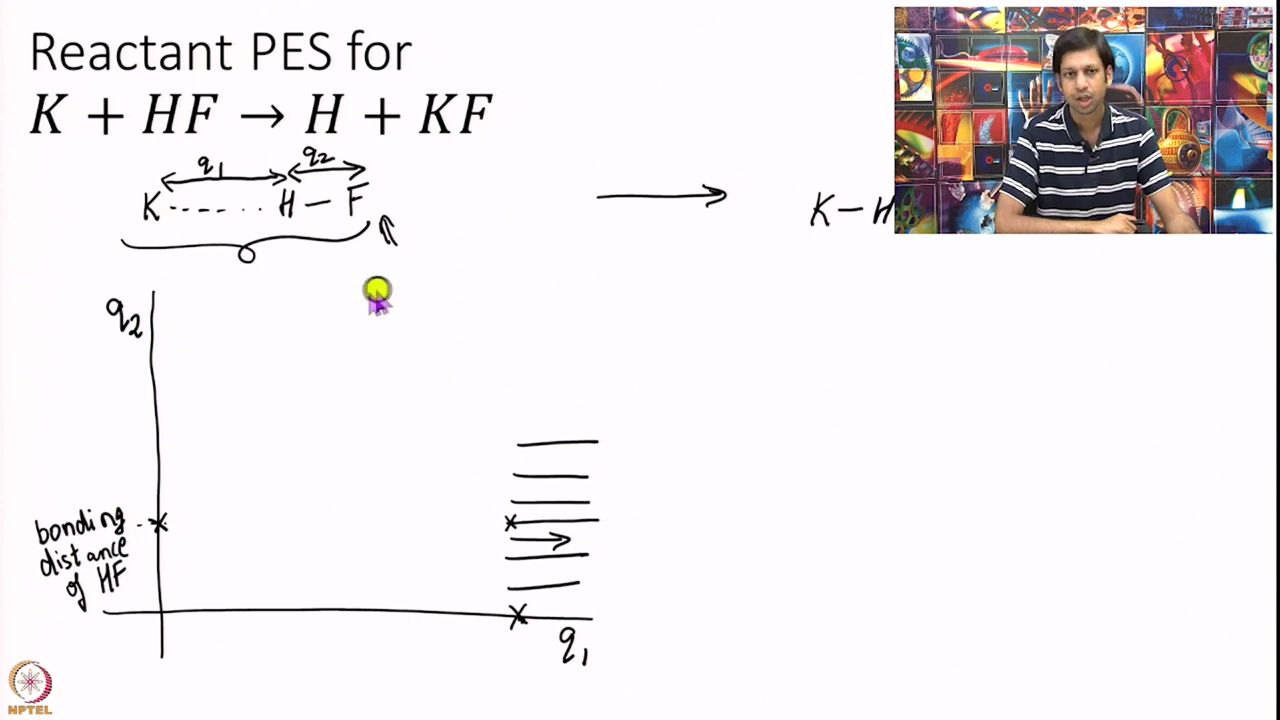 Reactant PES for
K + HF → H + KF
q₁ q₂
K ...... H — F
K — H
q₂
bonding
distance
of HF
q₁
NPTEL